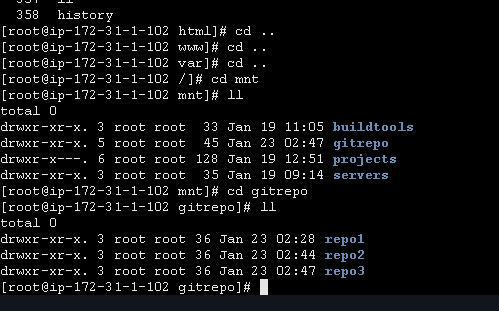 357 ll
358 history
[root@ip-172-31-1-102 html]# cd ..
[root@ip-172-31-1-102 www]# cd ..
[root@ip-172-31-1-102 var]# cd ..
[root@ip-172-31-1-102 /]# cd mnt
[root@ip-172-31-1-102 mnt]# ll
total 0
drwxr-xr-x. 3 root root  33 Jan 19 11:05 buildtools
drwxr-xr-x. 5 root root  45 Jan 23 02:47 gitrepo
drwxr-x---. 6 root root 128 Jan 19 12:51 projects
drwxr-xr-x. 3 root root  35 Jan 19 09:14 servers
[root@ip-172-31-1-102 mnt]# cd gitrepo
[root@ip-172-31-1-102 gitrepo]# ll
total 0
drwxr-xr-x. 3 root root 36 Jan 23 02:28 repo1
drwxr-xr-x. 3 root root 36 Jan 23 02:44 repo2
drwxr-xr-x. 3 root root 36 Jan 23 02:47 repo3
[root@ip-172-31-1-102 gitrepo]#